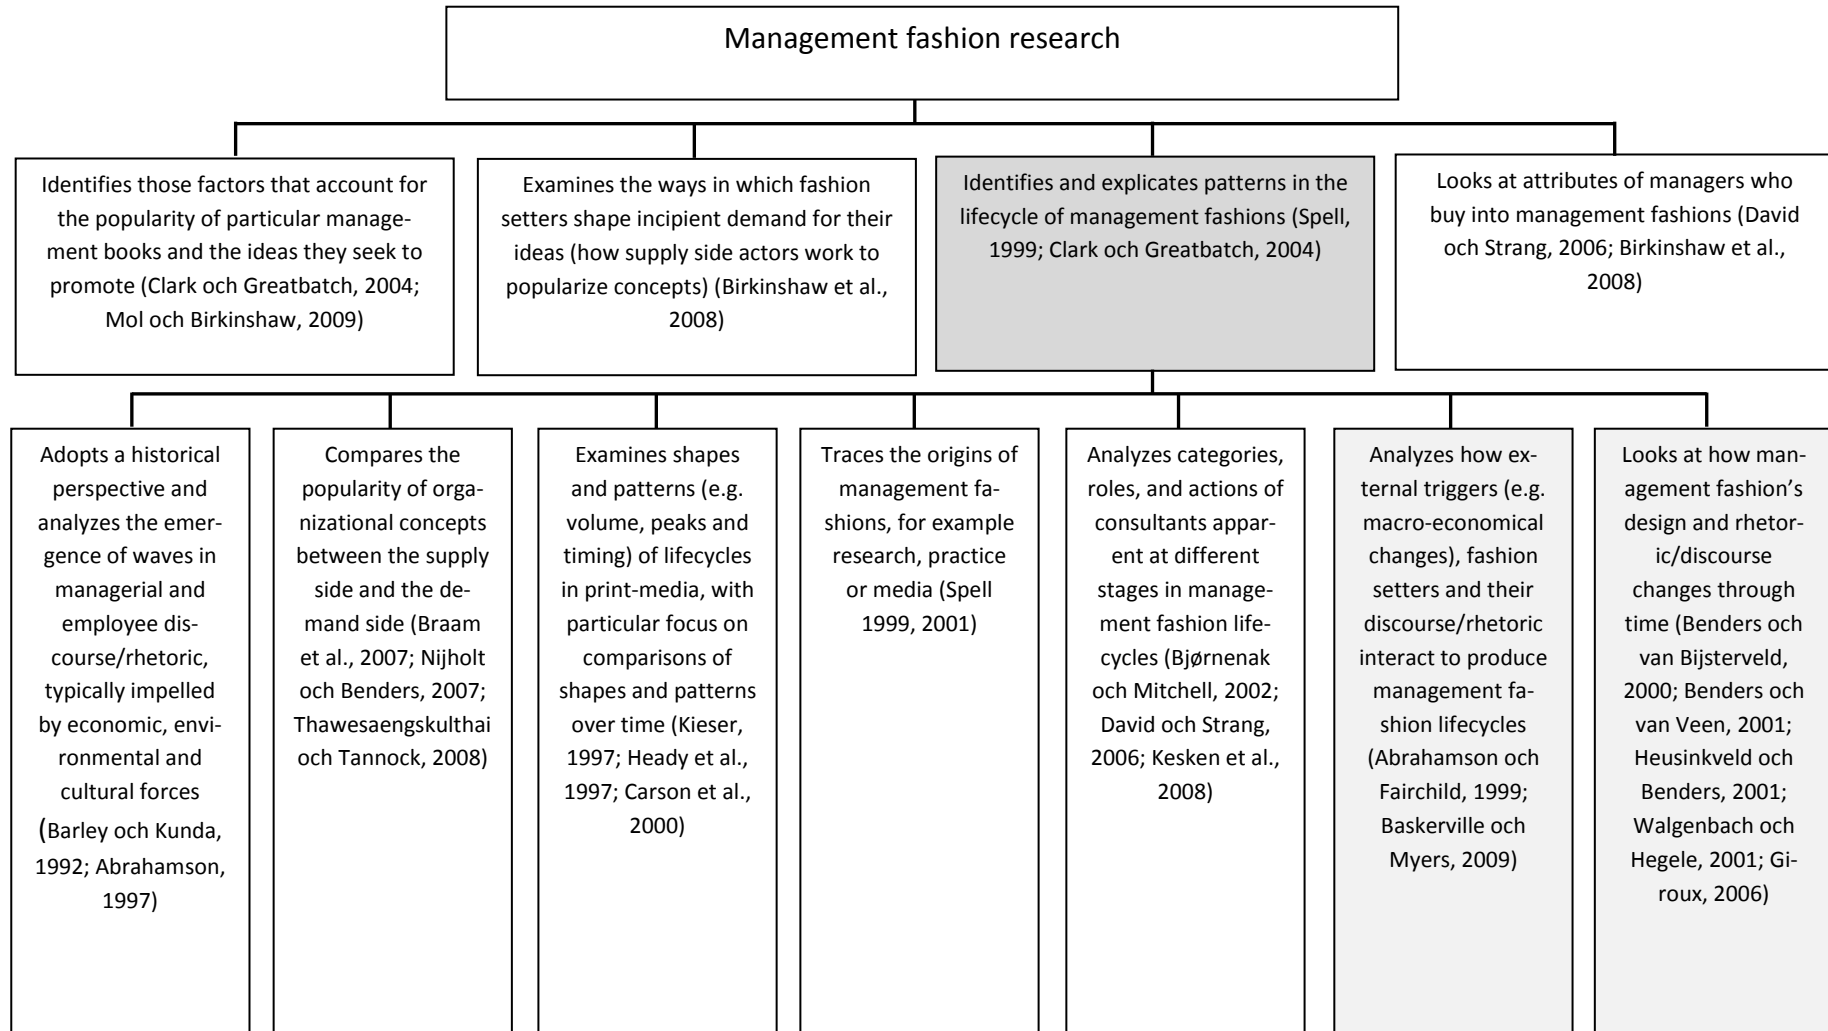 Management fashion research
Identifies those factors that account for
the popularity of particular manage-
ment books and the ideas they seek to
promote (Clark och Greatbatch, 2004;
Mol och Birkinshaw, 2009)
Examines the ways in which fashion
setters shape incipient demand for their
ideas (how supply side actors work to
popularize concepts) (Birkinshaw et al.,
2008)
Identifies and explicates patterns in the
lifecycle of management fashions (Spell,
1999; Clark och Greatbatch, 2004)
Looks at attributes of managers who
buy into management fashions (David
och Strang, 2006; Birkinshaw et al.,
2008)
Adopts a historical
perspective and
analyzes the emer-
gence of waves in
managerial and
employee dis-
course/rhetoric,
typically impelled
by economic, envi-
ronmental and
cultural forces
(Barley och Kunda,
1992; Abrahamson,
1997)
Compares the
popularity of orga-
nizational concepts
between the supply
side and the de-
mand side (Braam
et al., 2007; Nijholt
och Benders, 2007;
Thawesaengskulthai
och Tannock, 2008)
Examines shapes
and patterns (e.g.
volume, peaks and
timing) of lifecycles
in print-media, with
particular focus on
comparisons of
shapes and patterns
over time (Kieser,
1997; Heady et al.,
1997; Carson et al.,
2000)
Traces the origins of
management fa-
shions, for example
research, practice
or media (Spell
1999, 2001)
Analyzes categories,
roles, and actions of
consultants appar-
ent at different
stages in manage-
ment fashion life-
cycles (Bjørnenak
och Mitchell, 2002;
David och Strang,
2006; Kesken et al.,
2008)
Analyzes how ex-
ternal triggers (e.g.
macro-economical
changes), fashion
setters and their
discourse/rhetoric
interact to produce
management fa-
shion lifecycles
(Abrahamson och
Fairchild, 1999;
Baskerville och
Myers, 2009)
Looks at how man-
agement fashion’s
design and rhetor-
ic/discourse
changes through
time (Benders och
van Bijsterveld,
2000; Benders och
van Veen, 2001;
Heusinkveld och
Benders, 2001;
Walgenbach och
Hegele, 2001; Gi-
roux, 2006)